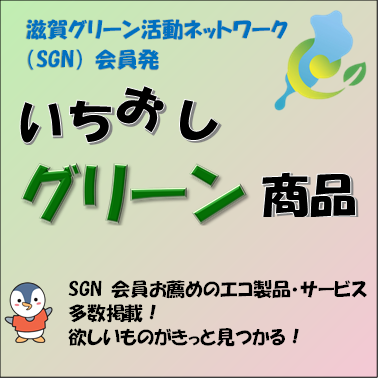 滋賀グリーン活動ネットワーク
（SGN）会員発
いちおし
グリーン 商品
SGN 会員お薦めのエコ製品・サービス
多数掲載！
欲しいものがきっと見つかる！